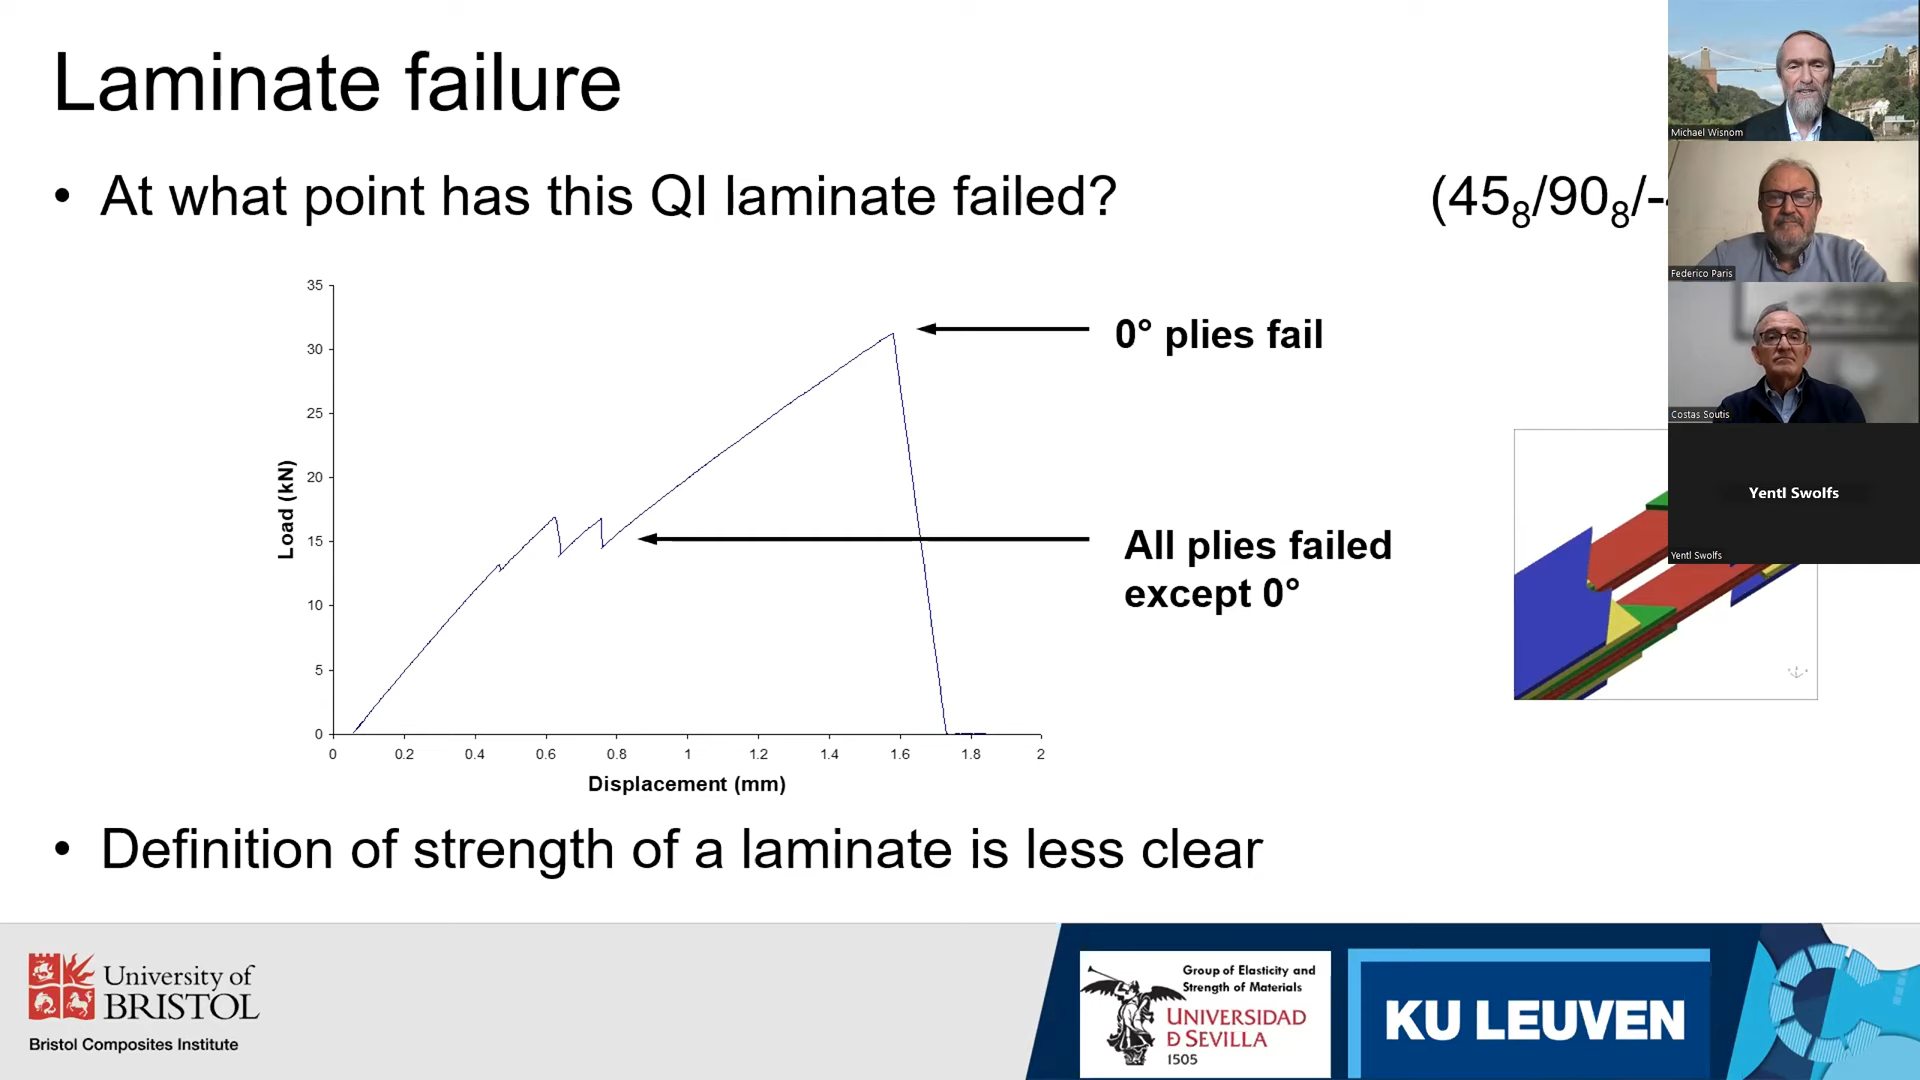 Laminate failure
• At what point has this QI laminate failed?
(45₈/90₈/-
35
30
25
20
15
10
5
0
Load (kN)
0 0.2 0.4 0.6 0.8 1 1.2 1.4 1.6 1.8 2
Displacement (mm)
0° plies fail
All plies failed
except 0°
• Definition of strength of a laminate is less clear
Michael Wisnom
Federico Paris
Costas Soutis
Yentl Swolfs
Yentl Swolfs
University of
BRISTOL
Bristol Composites Institute
Group of Elasticity and
Strength of Materials
UNIVERSIDAD
Ð SEVILLA
1505
KU LEUVEN